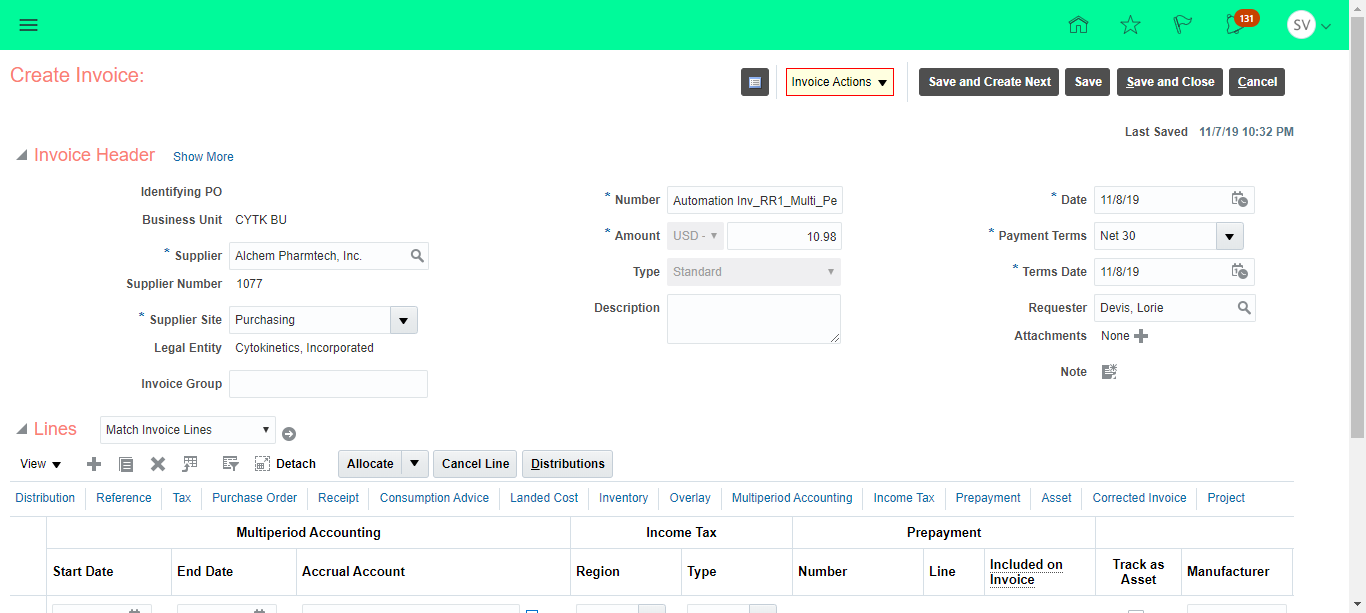 131
SV
Create Invoice:
Invoice Actions
Save and Create Next
Save
Save and Close
Cancel
Last Saved 11/7/19 10:32 PM
Invoice Header Show More
Identifying PO
Business Unit CYTK BU
* Supplier Alchem Pharmtech, Inc.
Supplier Number 1077
* Supplier Site Purchasing
Legal Entity Cytokinetics, Incorporated
Invoice Group
* Number Automation Inv_RR1_Multi_Pe
* Amount USD - 10.98
Type Standard
Description
* Date 11/8/19
* Payment Terms Net 30
* Terms Date 11/8/19
Requester Devis, Lorie
Attachments None
Note
Lines Match Invoice Lines
View Detach Allocate Cancel Line Distributions
Distribution Reference Tax Purchase Order Receipt Consumption Advice Landed Cost Inventory Overlay Multiperiod Accounting Income Tax Prepayment Asset Corrected Invoice Project
Multiperiod Accounting Income Tax Prepayment
Start Date End Date Accrual Account Region Type Number Line Included on Invoice Track as Asset Manufacturer